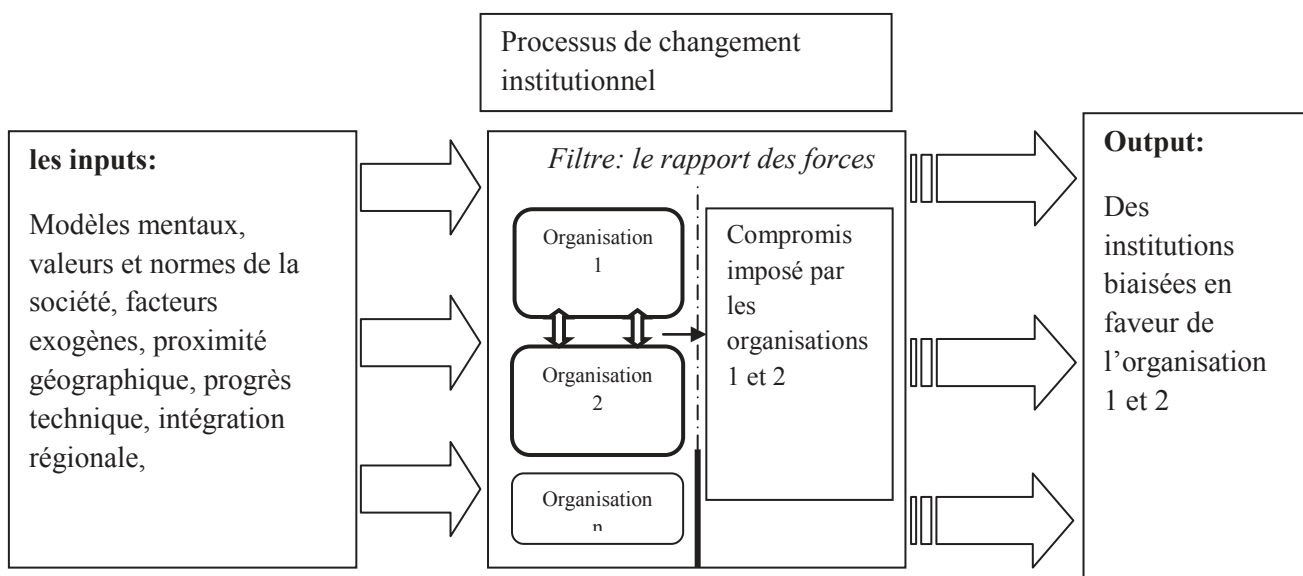 Processus de changement
institutionnel
les inputs:
Modèles mentaux,
valeurs et normes de la
société, facteurs
exogènes, proximité
géographique, progrès
technique, intégration
régionale,
Filtre: le rapport des forces
Organisation
1
Organisation
2
Organisation
n
Compromis
imposé par
les
organisations
1 et 2
Output:
Des
institutions
biaisées en
faveur de
l’organisation
1 et 2